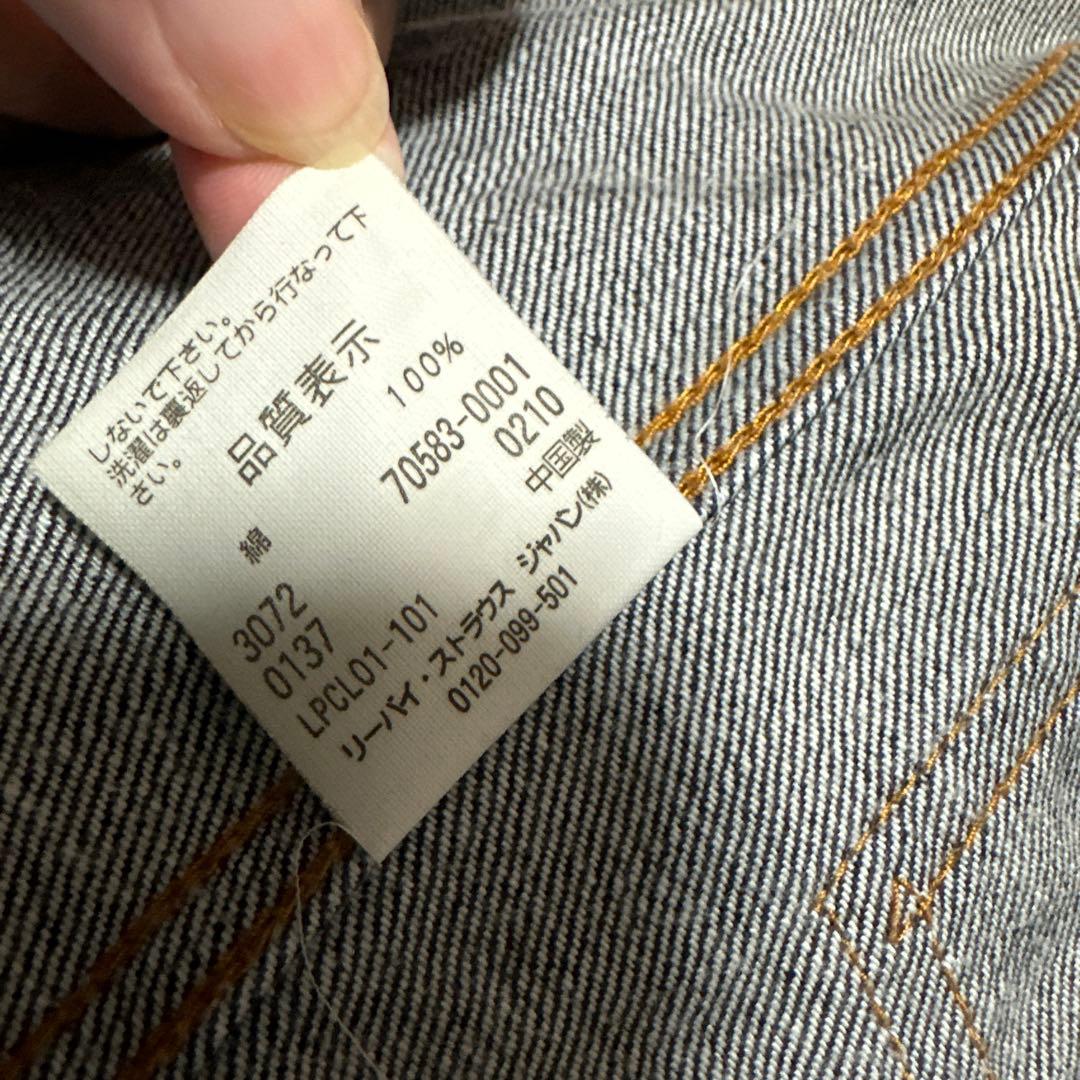 しないで下さい。
洗濯は裏返してから行なって下
さい。
品質表示
綿 100%
3072 70583-0001
0137 0210
LPCL01-101 中国製
リーバイ・ストラウス ジャパン(株)
0120-099-501